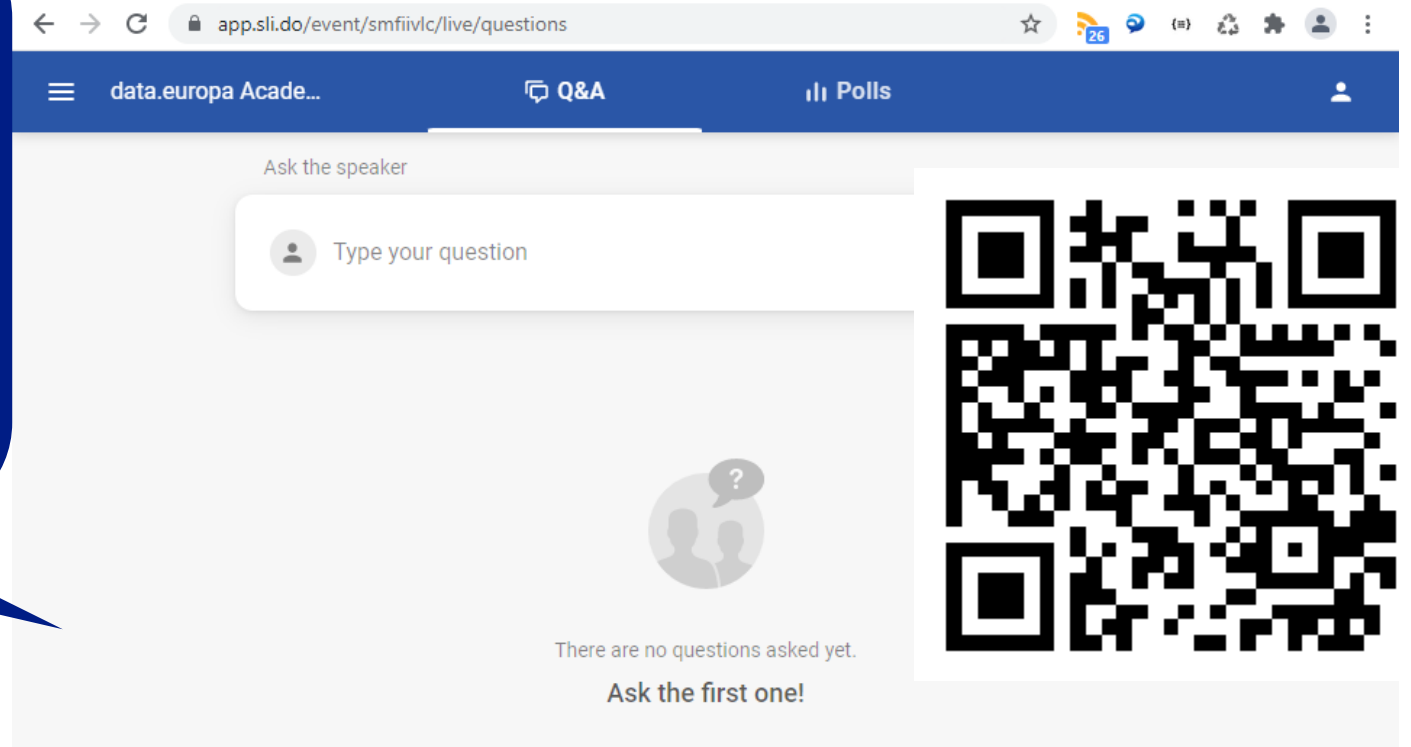 app.sli.do/event/smfiivlc/live/questions
26
{=}
data.europa Acade...
Q&A
Polls
Ask the speaker
Type your question
?
There are no questions asked yet.
Ask the first one!